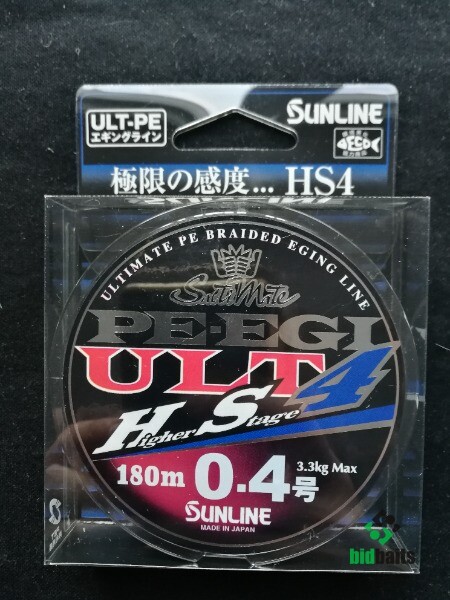 ULT-PE
エギングライン
SUNLINE
ECO
極限の感度... HS4
ULTIMATE PE BRAIDED EGING LINE
SaltiMate
PE-EGI
ULT4
Higher Stage
180m 0.4号
3.3kg Max
SUNLINE
MADE IN JAPAN
bidbaits